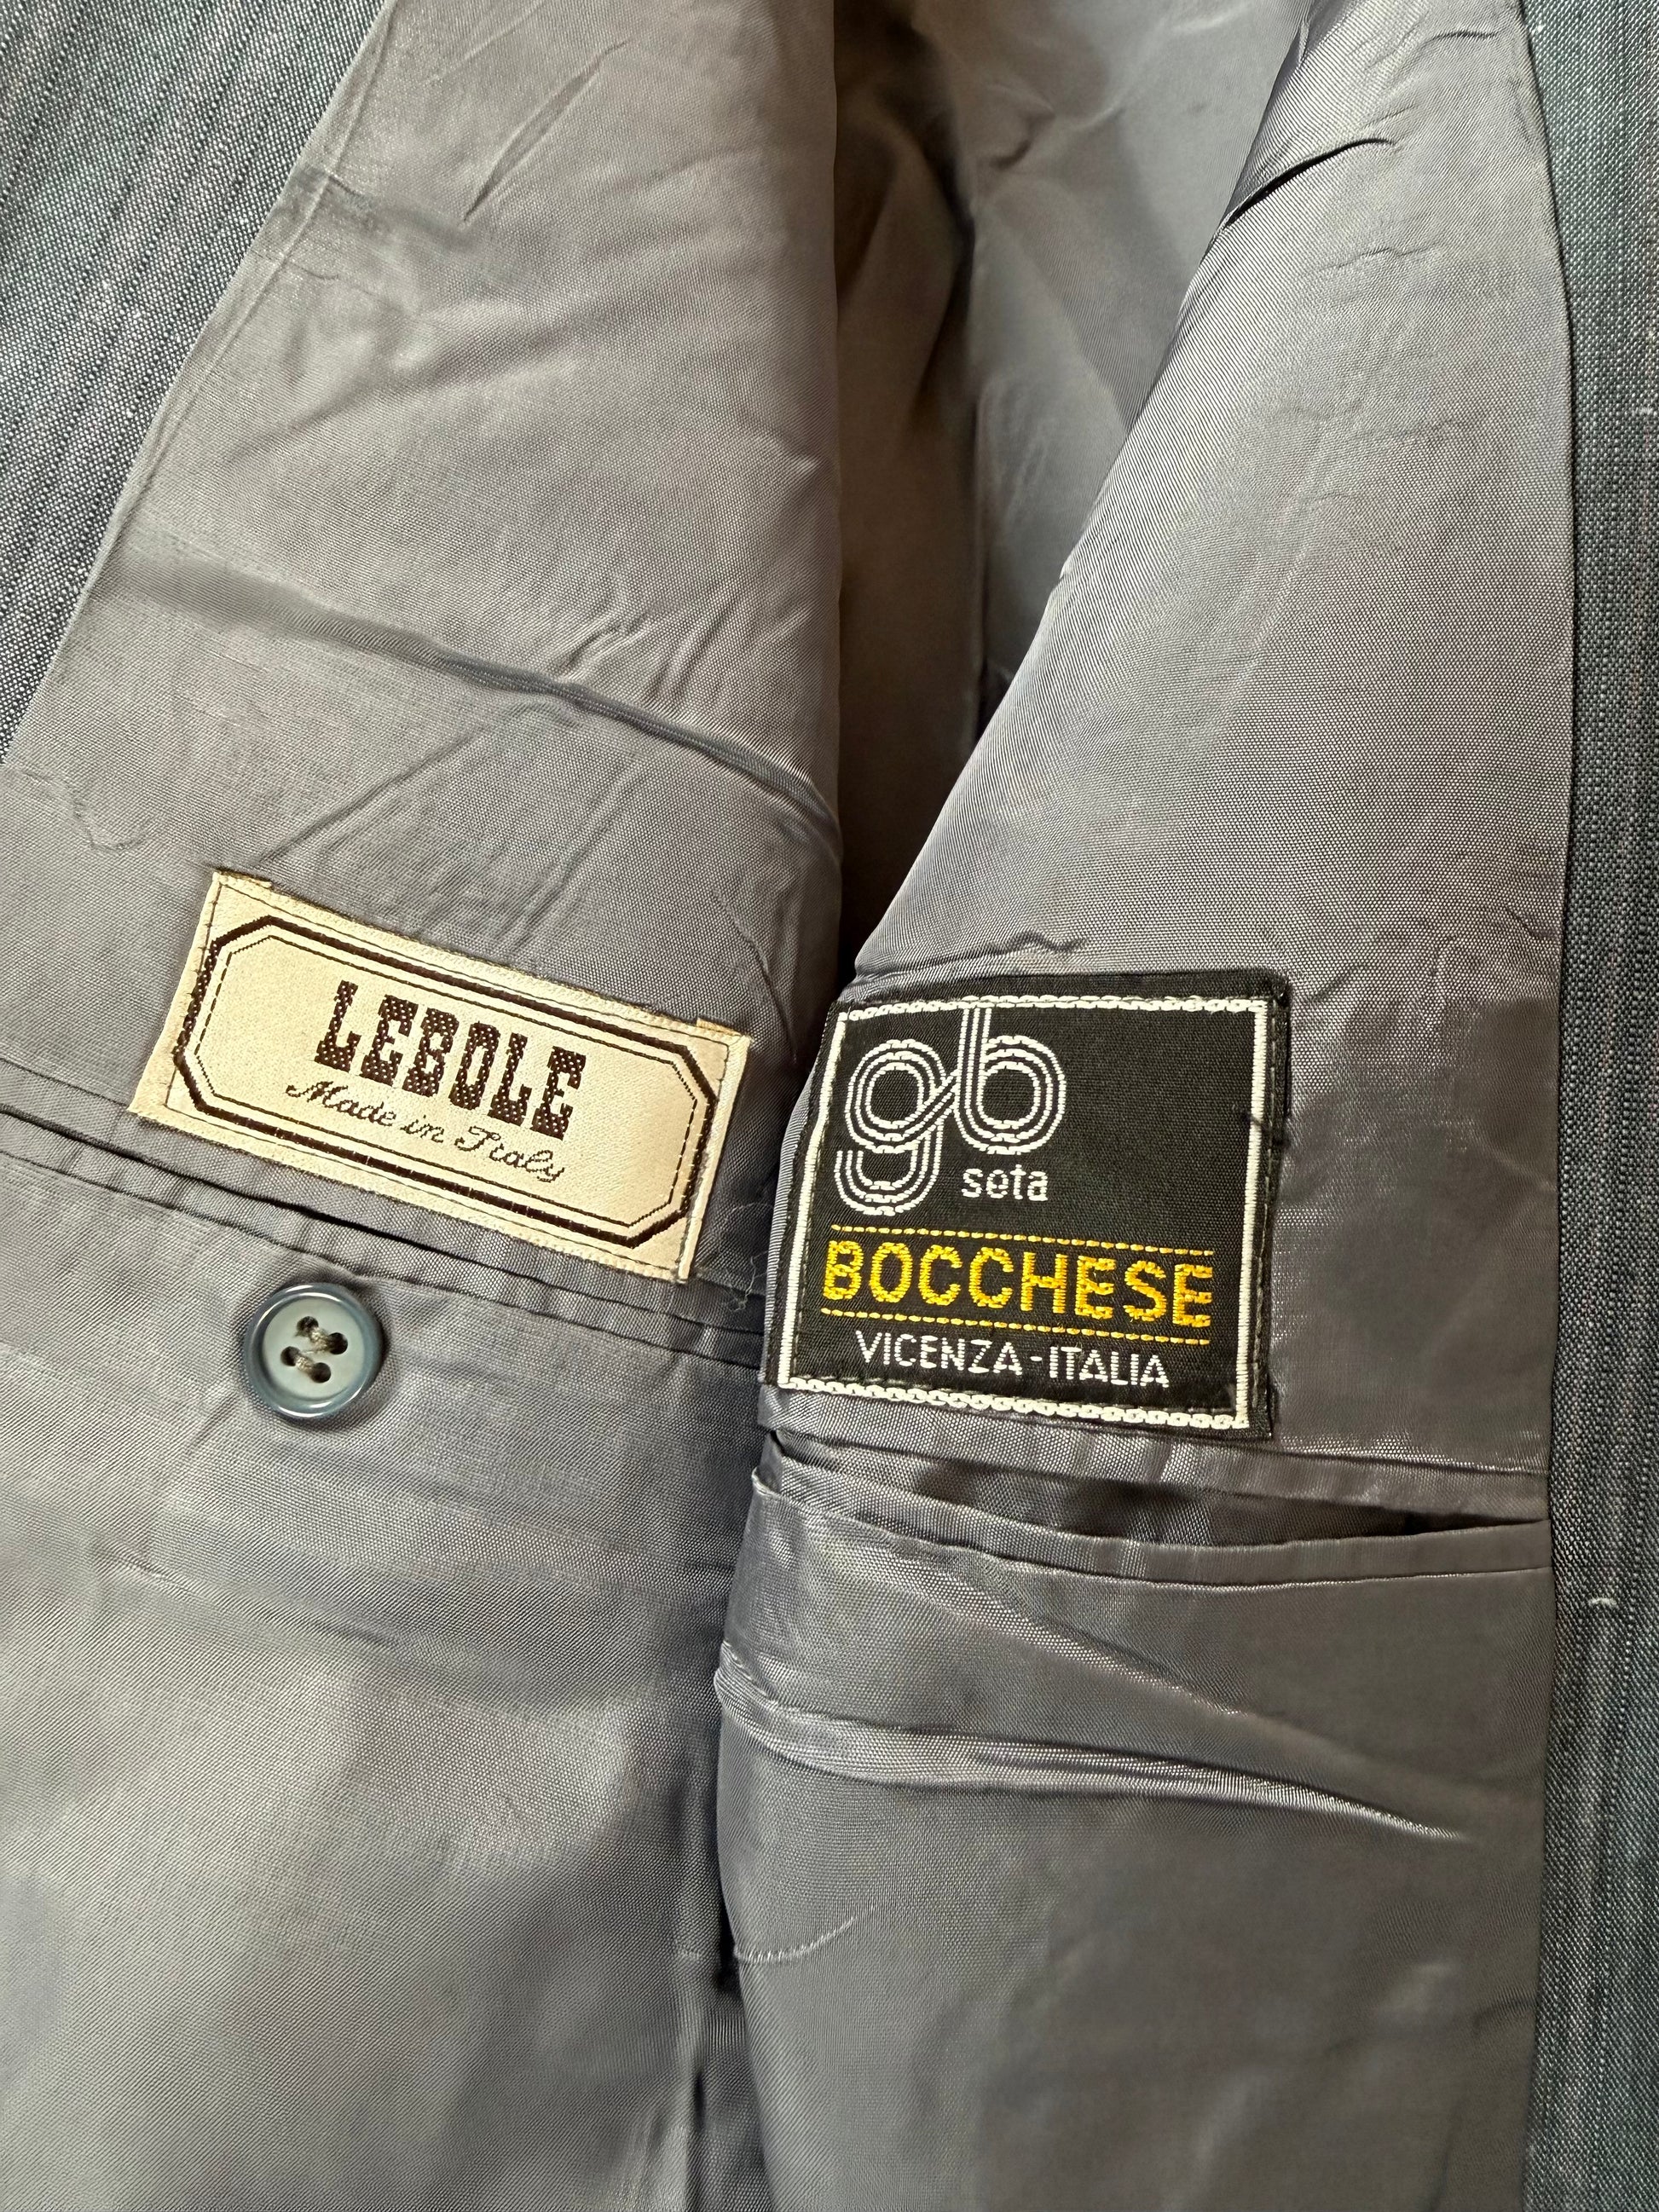 LEBOLE
Made in Italy
gb
seta
BOCCHESE
VICENZA-ITALIA